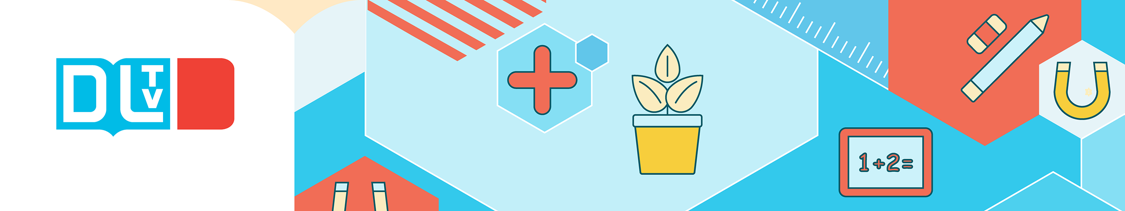 DLTV
1+2=